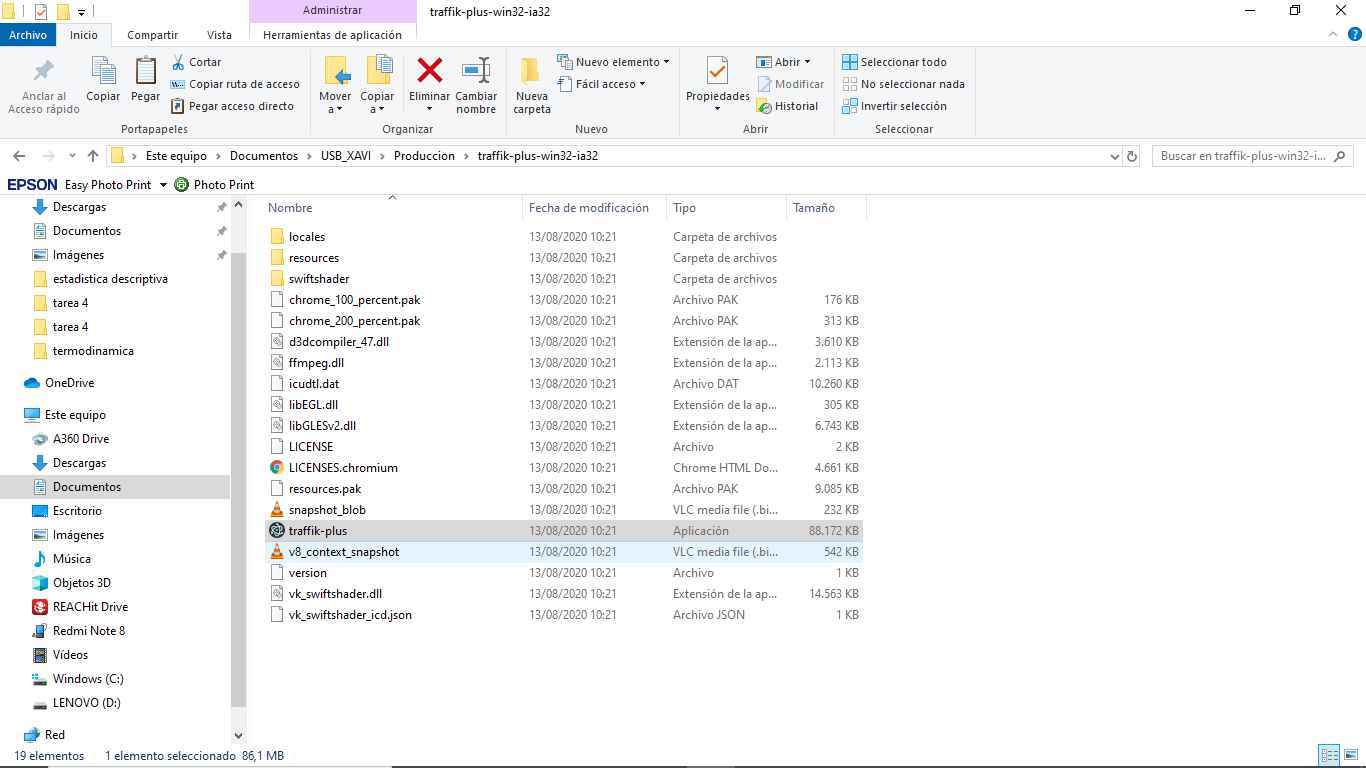 Administrar
traffik-plus-win32-ia32
Archivo
Inicio
Compartir
Vista
Herramientas de aplicación
Anclar al
Acceso rápido
Copiar
Pegar
Cortar
Copiar ruta de acceso
Pegar acceso directo
Portapapeles
Mover
a
Copiar
a
Eliminar
Cambiar
nombre
Organizar
Nueva
carpeta
Nuevo elemento
Fácil acceso
Nuevo
Propiedades
Abrir
Modificar
Historial
Abrir
Seleccionar todo
No seleccionar nada
Invertir selección
Seleccionar
Este equipo > Documentos > USB_XAVI > Produccion > traffik-plus-win32-ia32
Buscar en traffik-plus-win32-i...
EPSON Easy Photo Print Photo Print
Descargas
Documentos
Imágenes
estadistica descriptiva
tarea 4
tarea 4
termodinamica
OneDrive
Este equipo
A360 Drive
Descargas
Documentos
Escritorio
Imágenes
Música
Objetos 3D
REACHit Drive
Redmi Note 8
Vídeos
Windows (C:)
LENOVO (D:)
Red
Nombre Fecha de modificación Tipo Tamaño
locales 13/08/2020 10:21 Carpeta de archivos
resources 13/08/2020 10:21 Carpeta de archivos
swiftshader 13/08/2020 10:21 Carpeta de archivos
chrome_100_percent.pak 13/08/2020 10:21 Archivo PAK 176 KB
chrome_200_percent.pak 13/08/2020 10:21 Archivo PAK 313 KB
d3dcompiler_47.dll 13/08/2020 10:21 Extensión de la ap... 3.610 KB
ffmpeg.dll 13/08/2020 10:21 Extensión de la ap... 2.113 KB
icudtl.dat 13/08/2020 10:21 Archivo DAT 10.260 KB
libEGL.dll 13/08/2020 10:21 Extensión de la ap... 305 KB
libGLESv2.dll 13/08/2020 10:21 Extensión de la ap... 6.743 KB
LICENSE 13/08/2020 10:21 Archivo 2 KB
LICENSES.chromium 13/08/2020 10:21 Chrome HTML Do... 4.661 KB
resources.pak 13/08/2020 10:21 Archivo PAK 9.085 KB
snapshot_blob 13/08/2020 10:21 VLC media file (.bi... 232 KB
traffik-plus 13/08/2020 10:21 Aplicación 88.172 KB
v8_context_snapshot 13/08/2020 10:21 VLC media file (.bi... 542 KB
version 13/08/2020 10:21 Archivo 1 KB
vk_swiftshader.dll 13/08/2020 10:21 Extensión de la ap... 14.563 KB
vk_swiftshader_icd.json 13/08/2020 10:21 Archivo JSON 1 KB
19 elementos 1 elemento seleccionado 86,1 MB